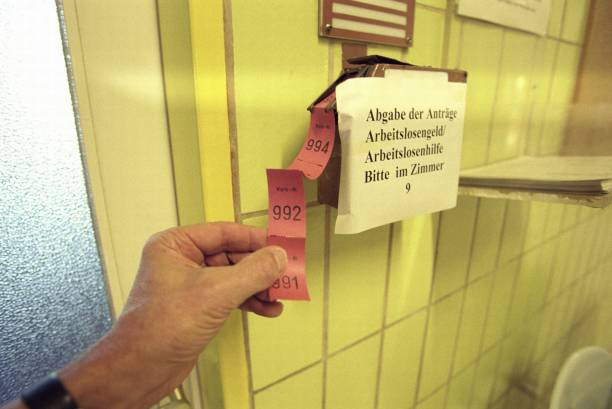 Abgabe der Anträge
Arbeitslosengeld/
Arbeitslosenhilfe
Bitte im Zimmer
9
994
992
991